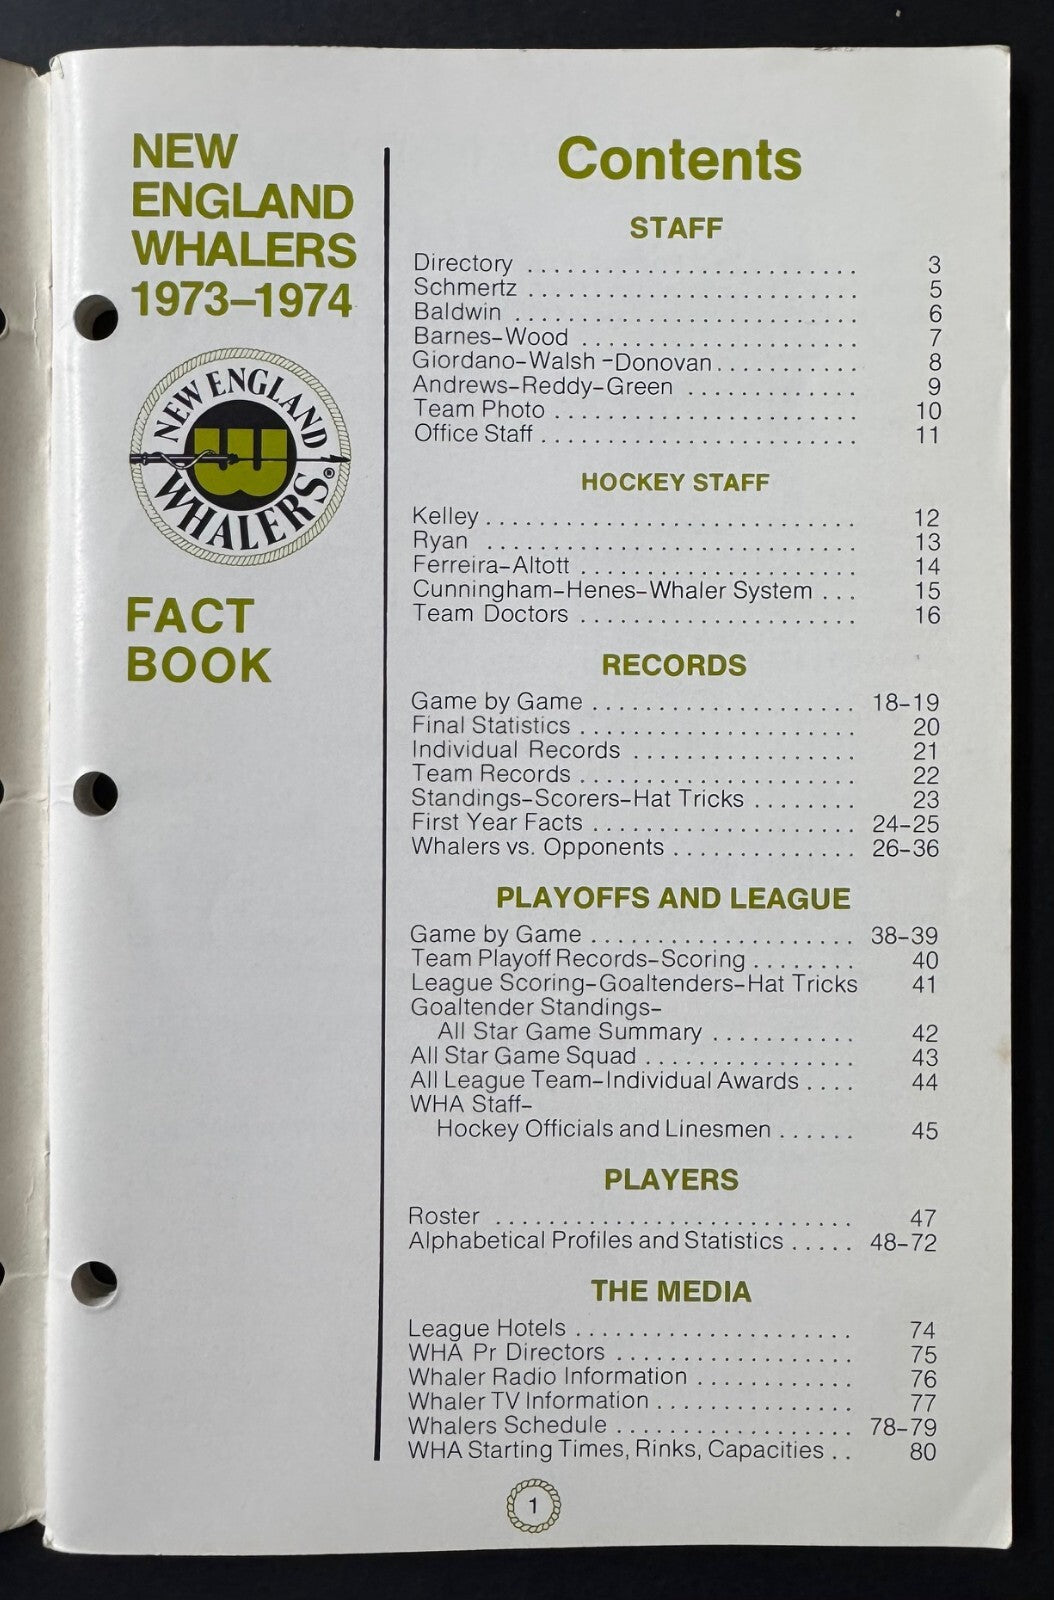 NEW
ENGLAND
WHALERS
1973–1974
NEW ENGLAND
W
WHALERS®
FACT
BOOK
Contents
STAFF
Directory ......................... 3
Schmertz ......................... 5
Baldwin .......................... 6
Barnes–Wood ..................... 7
Giordano–Walsh–Donovan........... 8
Andrews–Reddy–Green ............. 9
Team Photo ....................... 10
Office Staff ........................ 11
HOCKEY STAFF
Kelley ............................ 12
Ryan ............................ 13
Ferreira–Altott ..................... 14
Cunningham–Henes–Whaler System ... 15
Team Doctors ..................... 16
RECORDS
Game by Game .................... 18–19
Final Statistics ..................... 20
Individual Records ................. 21
Team Records ..................... 22
Standings–Scorers–Hat Tricks ........ 23
First Year Facts .................... 24–25
Whalers vs. Opponents .............. 26–36
PLAYOFFS AND LEAGUE
Game by Game .................... 38–39
Team Playoff Records–Scoring ........ 40
League Scoring–Goaltenders–Hat Tricks 41
Goaltender Standings–
All Star Game Summary ........... 42
All Star Game Squad ................ 43
All League Team–Individual Awards .... 44
WHA Staff–
Hockey Officials and Linesmen ...... 45
PLAYERS
Roster ........................... 47
Alphabetical Profiles and Statistics ..... 48–72
THE MEDIA
League Hotels ..................... 74
WHA Pr Directors .................. 75
Whaler Radio Information ............ 76
Whaler TV Information ............... 77
Whalers Schedule .................. 78–79
WHA Starting Times, Rinks, Capacities .. 80
1